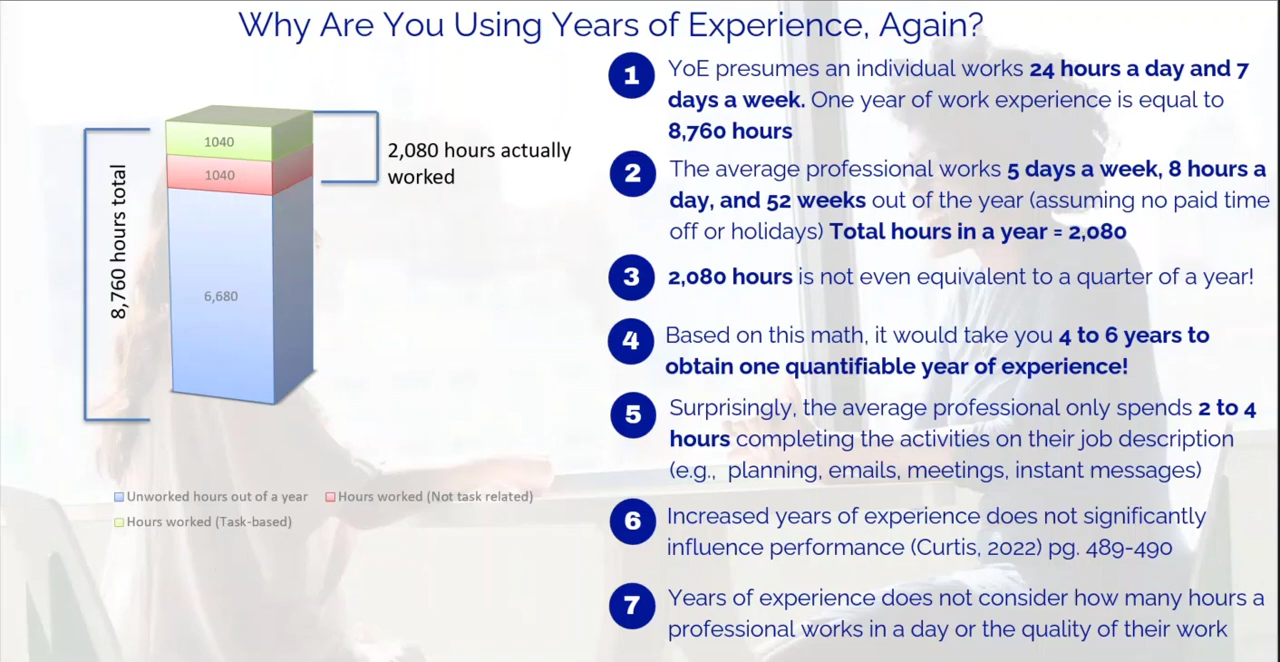 Why Are You Using Years of Experience, Again?
8,760 hours total
1040
1040
6,680
2,080 hours actually
worked
Unworked hours out of a year
Hours worked (Not task related)
Hours worked (Task-based)
1
YoE presumes an individual works 24 hours a day and 7
days a week. One year of work experience is equal to
8,760 hours
2
The average professional works 5 days a week, 8 hours a
day, and 52 weeks out of the year (assuming no paid time
off or holidays) Total hours in a year = 2,080
3
2,080 hours is not even equivalent to a quarter of a year!
4
Based on this math, it would take you 4 to 6 years to
obtain one quantifiable year of experience!
5
Surprisingly, the average professional only spends 2 to 4
hours completing the activities on their job description
(e.g., planning, emails, meetings, instant messages)
6
Increased years of experience does not significantly
influence performance (Curtis, 2022) pg. 489-490
7
Years of experience does not consider how many hours a
professional works in a day or the quality of their work